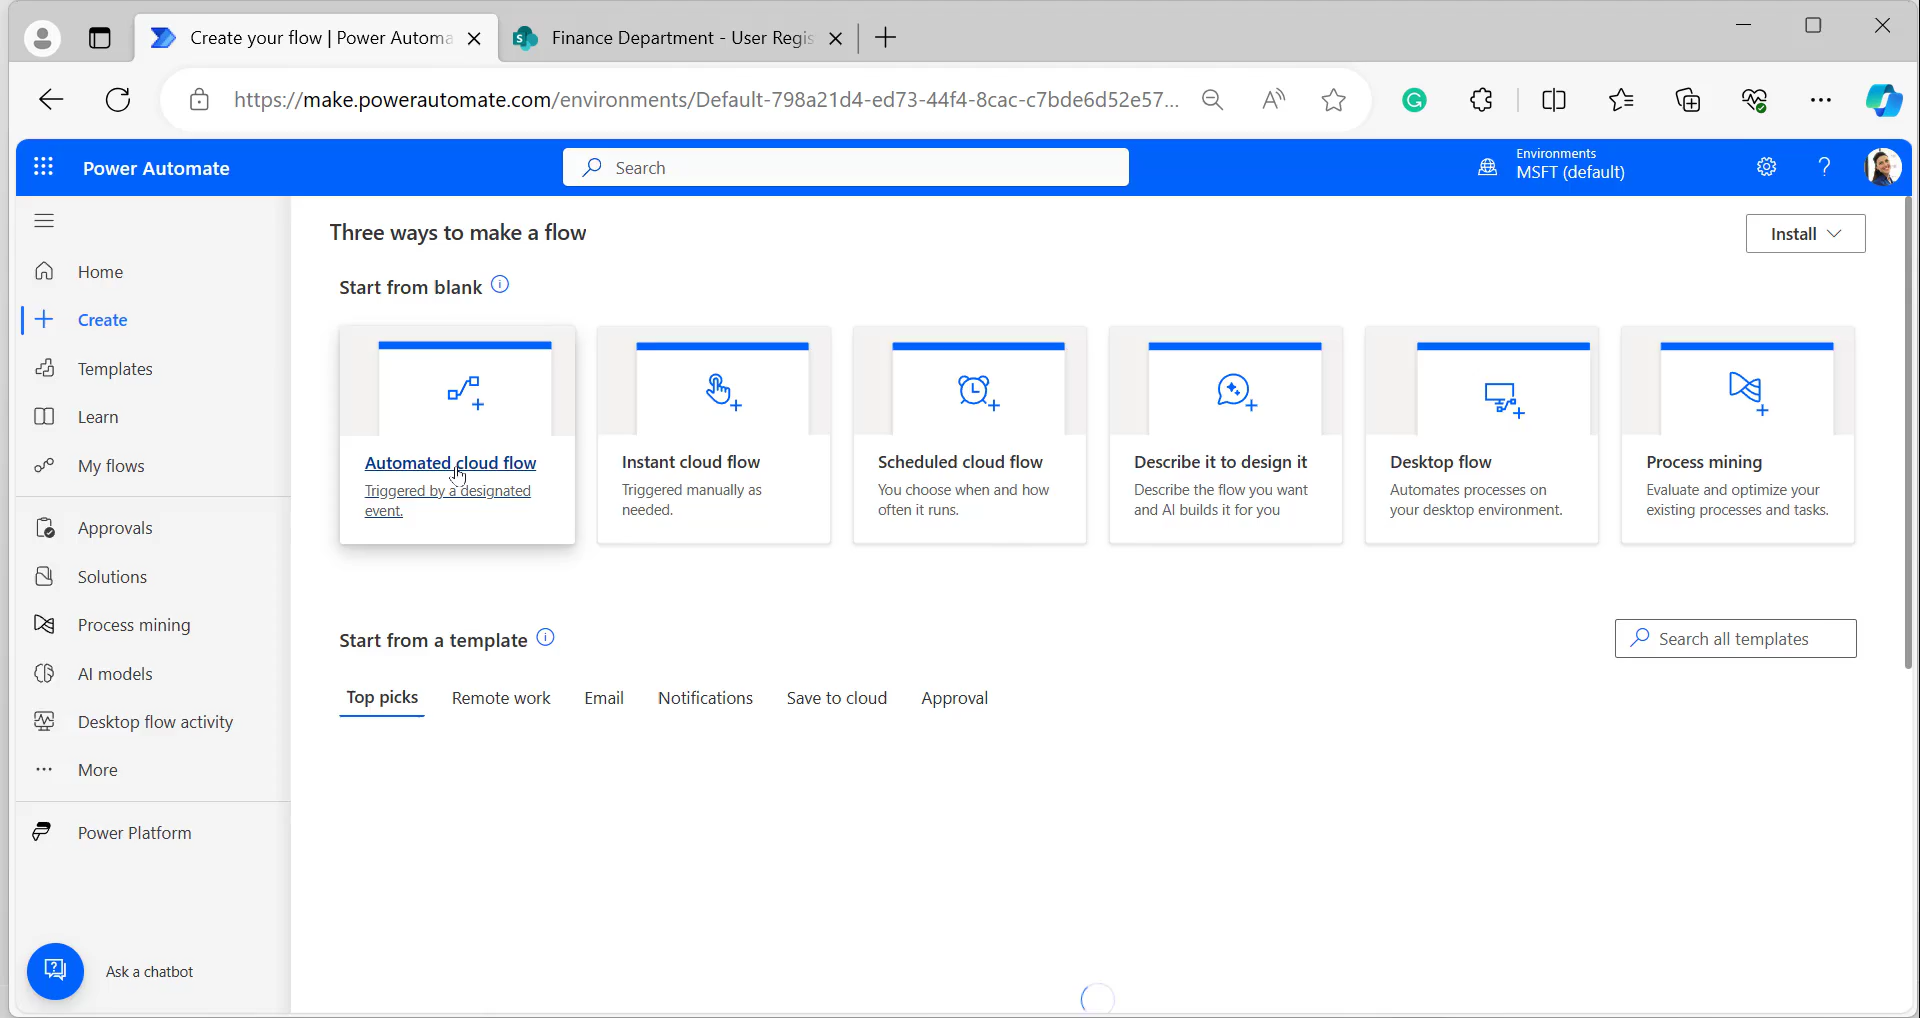 Create your flow | Power Automa
Finance Department - User Regis
https://make.powerautomate.com/environments/Default-798a21d4-ed73-44f4-8cac-c7bde6d52e57...
Power Automate
Search
Environments
MSFT (default)
Three ways to make a flow
Install
Start from blank
Home
Create
Templates
Learn
My flows
Approvals
Solutions
Process mining
AI models
Desktop flow activity
More
Power Platform
Ask a chatbot
Automated cloud flow
Triggered by a designated
event.
Instant cloud flow
Triggered manually as
needed.
Scheduled cloud flow
You choose when and how
often it runs.
Describe it to design it
Describe the flow you want
and AI builds it for you
Desktop flow
Automates processes on
your desktop environment.
Process mining
Evaluate and optimize your
existing processes and tasks.
Start from a template
Search all templates
Top picks
Remote work
Email
Notifications
Save to cloud
Approval